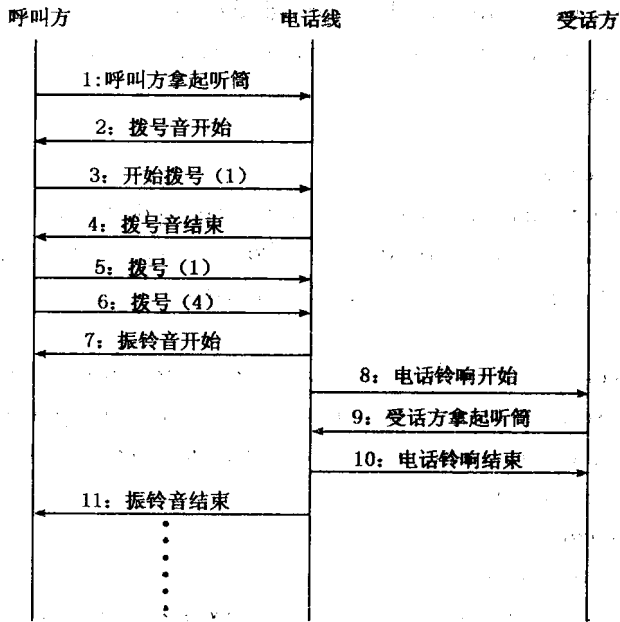 呼叫方 电话线 受话方
1:呼叫方拿起听筒
2：拨号音开始
3：开始拨号（1）
4：拨号音结束
5：拨号（1）
6：拨号（4）
7：振铃音开始
8：电话铃响开始
9：受话方拿起听筒
10：电话铃响结束
11：振铃音结束